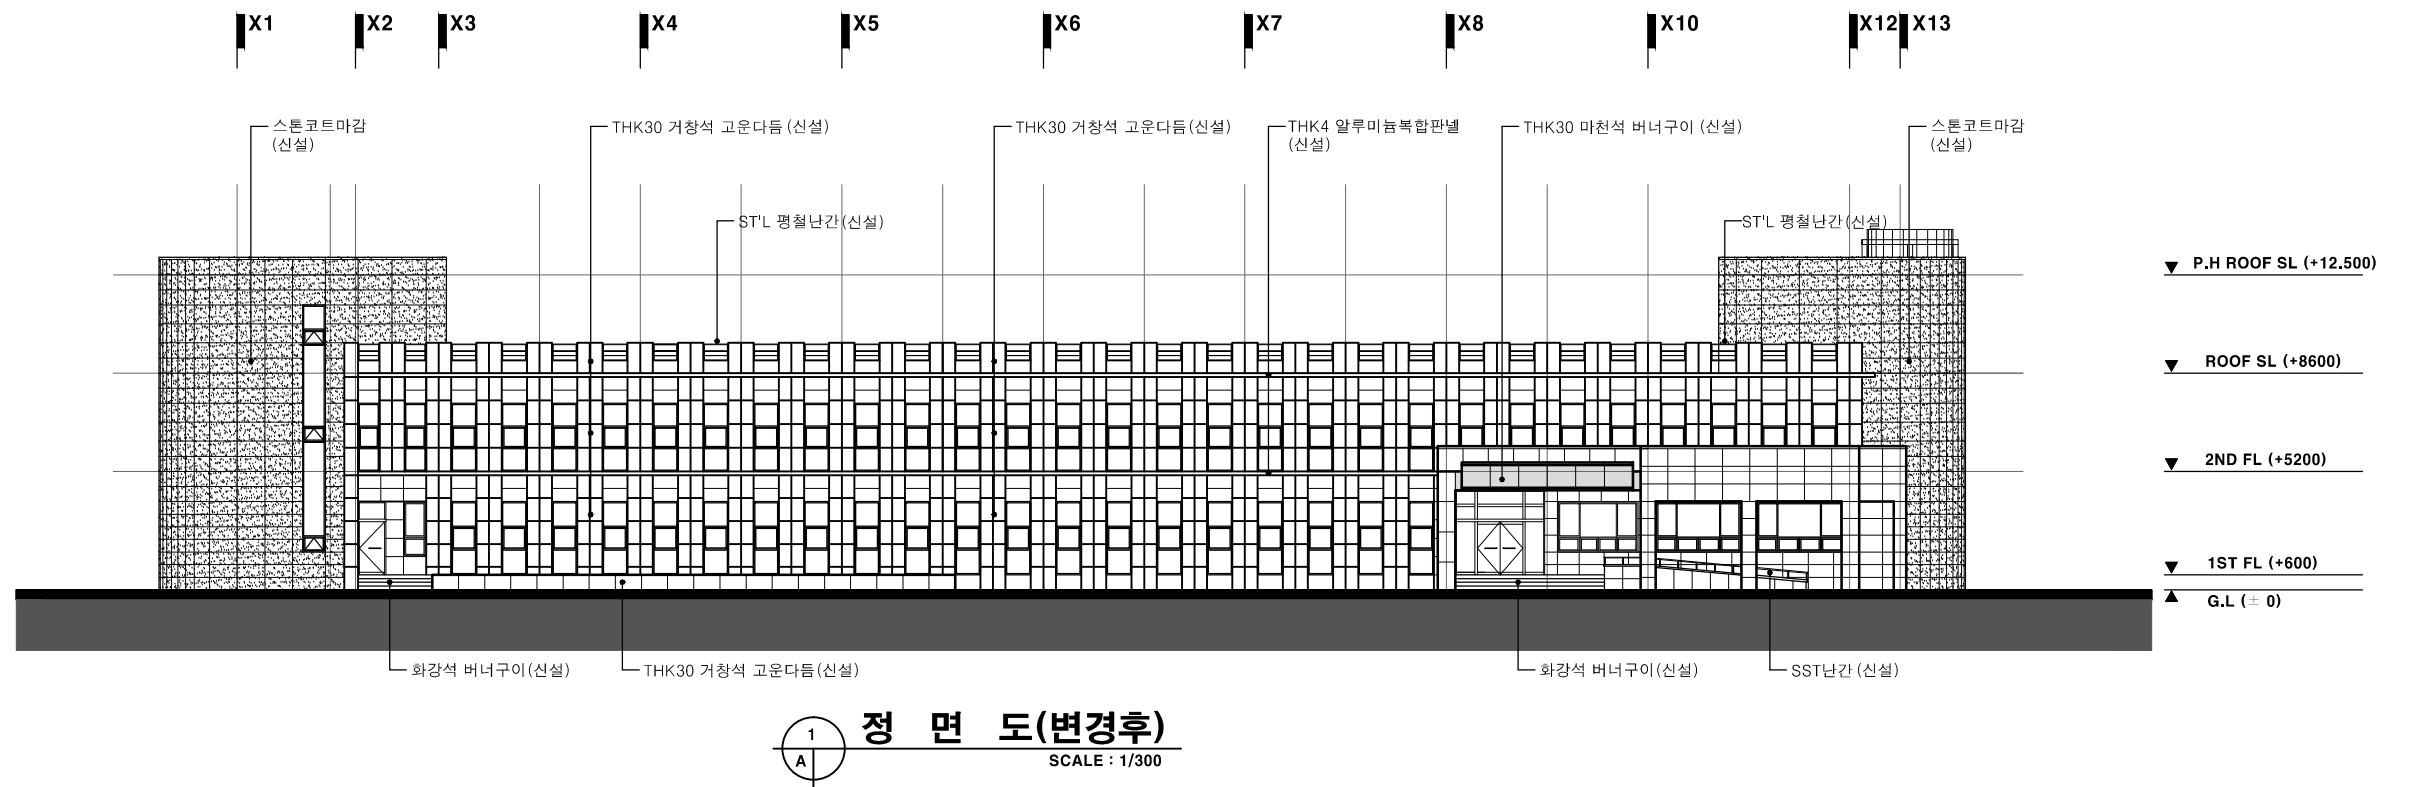 X1
X2
X3
X4
X5
X6
X7
X8
X10
X12
X13
스톤코트마감
(신설)
THK30 거창석 고운다듬(신설)
THK30 거창석 고운다듬(신설)
THK4 알루미늄복합판넬
(신설)
THK30 마천석 버너구이 (신설)
스톤코트마감
(신설)
ST'L 평철난간(신설)
ST'L 평철난간(신설)
P.H ROOF SL (+12.500)
ROOF SL (+8600)
2ND FL (+5200)
1ST FL (+600)
G.L (± 0)
화강석 버너구이(신설)
THK30 거창석 고운다듬(신설)
화강석 버너구이(신설)
SST난간(신설)
1
A
정 면 도(변경후)
SCALE : 1/300